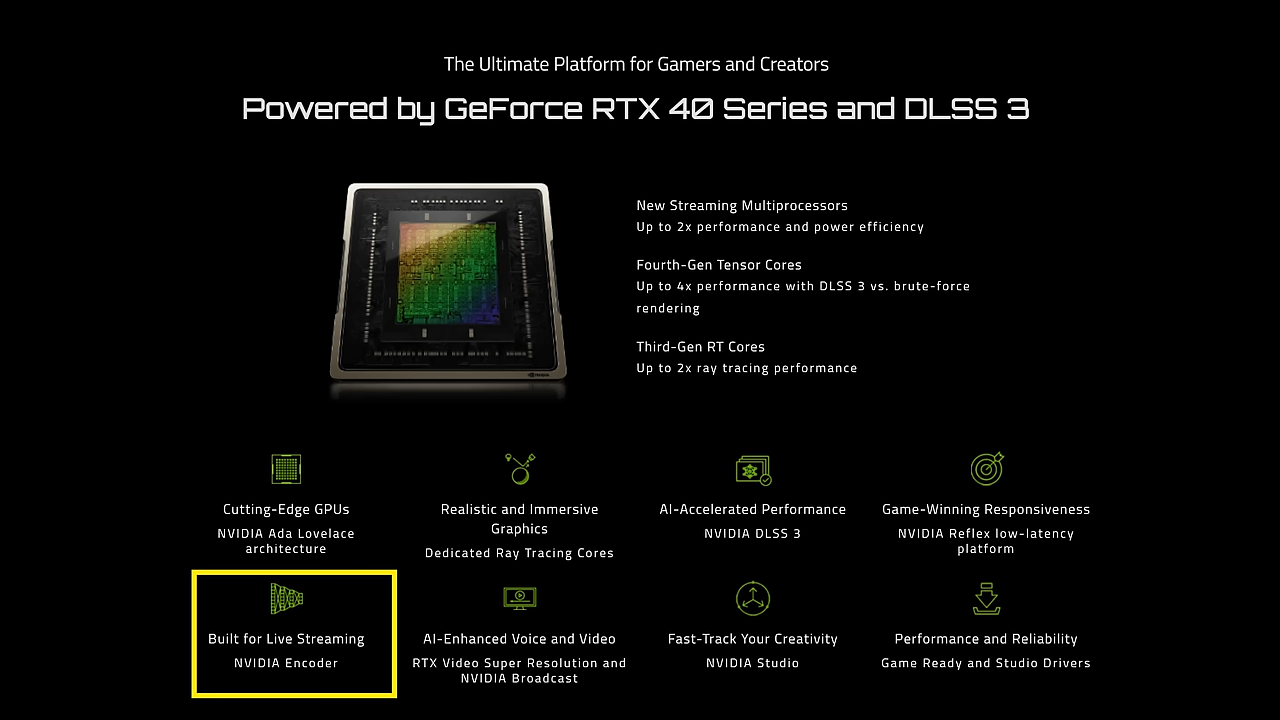 The Ultimate Platform for Gamers and Creators
Powered by GeForce RTX 40 Series and DLSS 3
New Streaming Multiprocessors
Up to 2x performance and power efficiency
Fourth-Gen Tensor Cores
Up to 4x performance with DLSS 3 vs. brute-force
rendering
Third-Gen RT Cores
Up to 2x ray tracing performance
NVIDIA
Cutting-Edge GPUs
NVIDIA Ada Lovelace
architecture
Realistic and Immersive
Graphics
Dedicated Ray Tracing Cores
AI-Accelerated Performance
NVIDIA DLSS 3
Game-Winning Responsiveness
NVIDIA Reflex low-latency
platform
Built for Live Streaming
NVIDIA Encoder
AI-Enhanced Voice and Video
RTX Video Super Resolution and
NVIDIA Broadcast
Fast-Track Your Creativity
NVIDIA Studio
Performance and Reliability
Game Ready and Studio Drivers